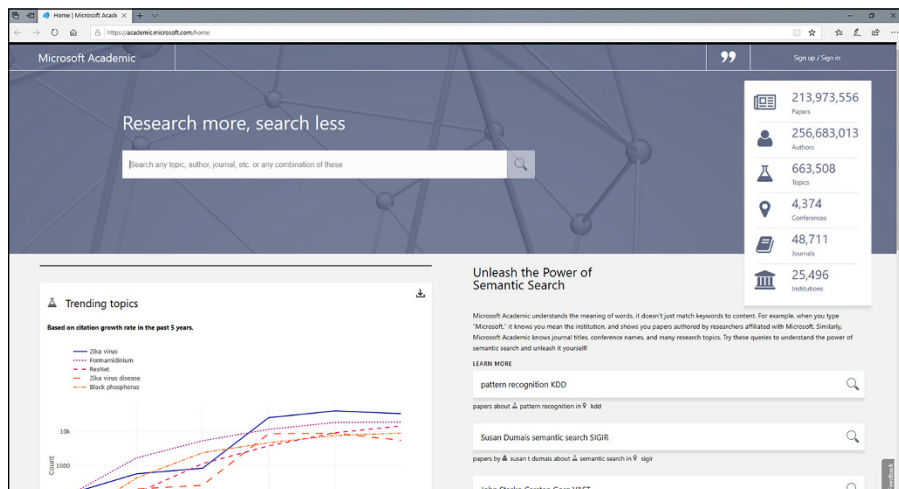 Home | Microsoft Acade
https://academic.microsoft.com/home
Microsoft Academic
Sign up / Sign in
Research more, search less
Search any topic, author, journal, etc. or any combination of these
213,973,556
Papers
256,683,013
Authors
663,508
Topics
4,374
Conferences
48,711
Journals
25,496
Institutions
Trending topics
Based on citation growth rate in the past 5 years.
Zika virus
Formamidinium
ResNet
Zika virus disease
Black phosphorus
10k
1000
Count
Unleash the Power of
Semantic Search
Microsoft Academic understands the meaning of words, it doesn't just match keywords to content. For example, when you type
"Microsoft," it knows you mean the institution, and shows you papers authored by researchers affiliated with Microsoft. Similarly,
Microsoft Academic knows journal titles, conference names, and many research topics. Try these queries to understand the power of
semantic search and unleash it yourself!
LEARN MORE
pattern recognition KDD
papers about pattern recognition in kdd
Susan Dumais semantic search SIGIR
papers by susan t dumais about semantic search in sigir
Feedback